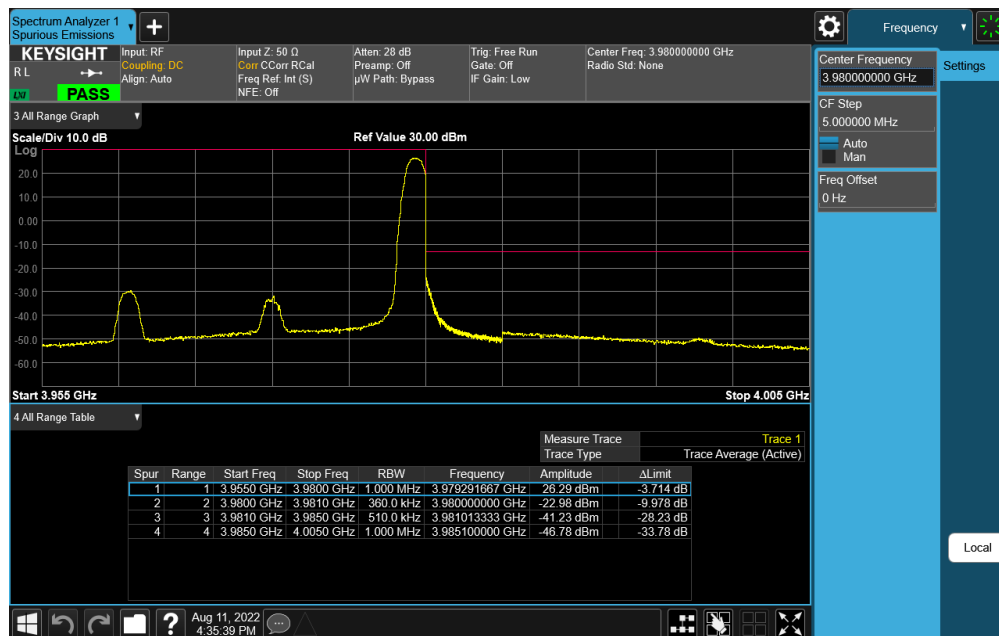 Spectrum Analyzer 1
Spurious Emissions
Frequency
KEYSIGHT
R L
LXI
PASS
Input: RF
Coupling: DC
Align: Auto
Input Z: 50 Ω
Corr CCorr RCal
Freq Ref: Int (S)
NFE: Off
Atten: 28 dB
Preamp: Off
µW Path: Bypass
Trig: Free Run
Gate: Off
IF Gain: Low
Center Freq: 3.980000000 GHz
Radio Std: None
Center Frequency
3.980000000 GHz
Settings
CF Step
5.000000 MHz
Auto
Man
Freq Offset
0 Hz
Local
3 All Range Graph
Scale/Div 10.0 dB
Ref Value 30.00 dBm
Log
20.0
10.0
0.00
-10.0
-20.0
-30.0
-40.0
-50.0
-60.0
Start 3.955 GHz
Stop 4.005 GHz
4 All Range Table
Measure Trace Trace 1
Trace Type Trace Average (Active)
Spur Range Start Freq Stop Freq RBW Frequency Amplitude ΔLimit
1 1 3.9550 GHz 3.9800 GHz 1.000 MHz 3.979291667 GHz 26.29 dBm -3.714 dB
2 2 3.9800 GHz 3.9810 GHz 360.0 kHz 3.980000000 GHz -22.98 dBm -9.978 dB
3 3 3.9810 GHz 3.9850 GHz 510.0 kHz 3.981013333 GHz -41.23 dBm -28.23 dB
4 4 3.9850 GHz 4.0050 GHz 1.000 MHz 3.985100000 GHz -46.78 dBm -33.78 dB
Aug 11, 2022
4:35:39 PM